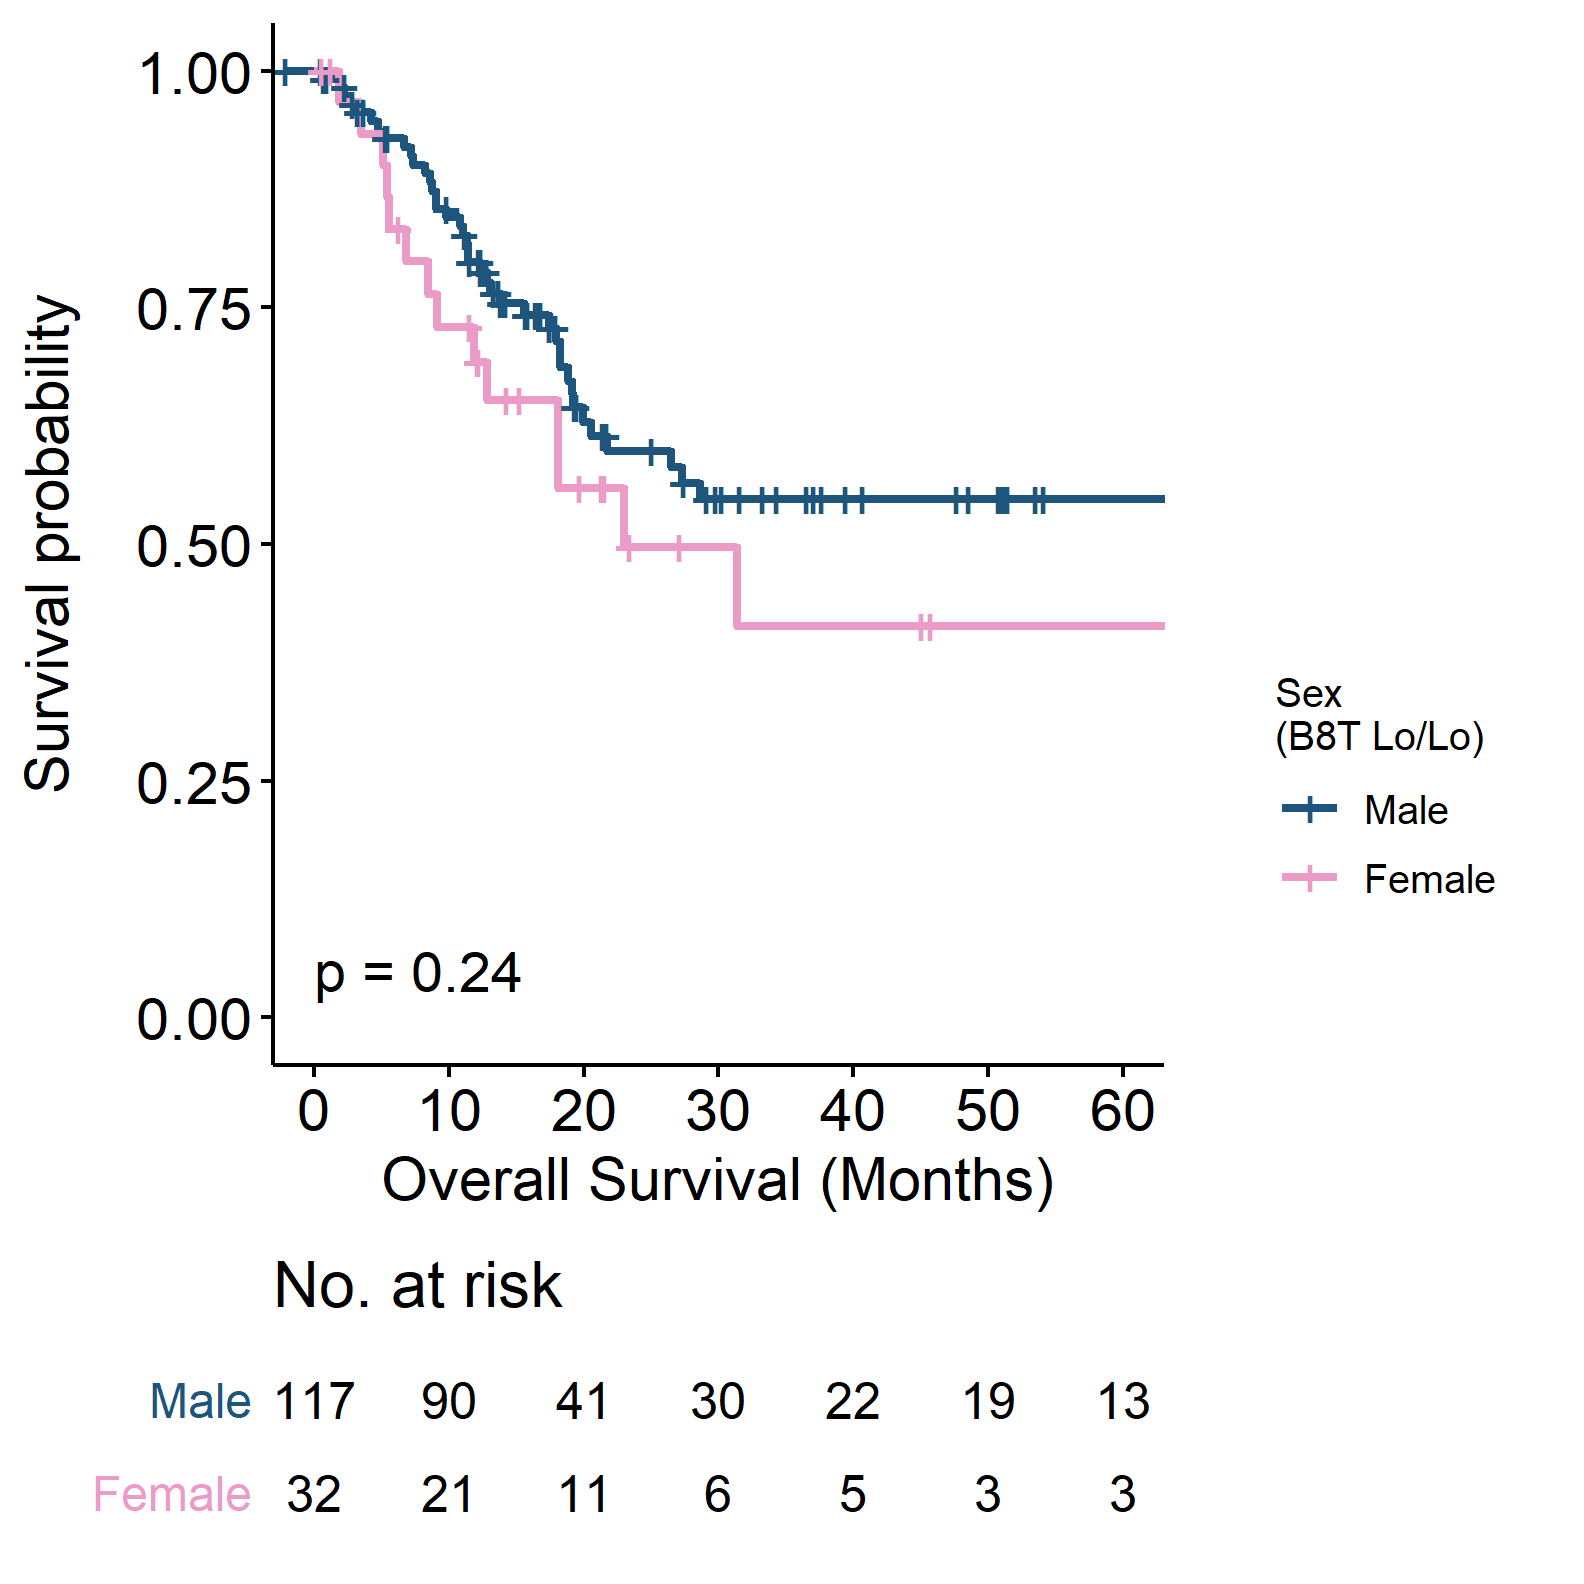 1.00
0.75
0.50
0.25
0.00
Survival probability
p = 0.24
0 10 20 30 40 50 60
Overall Survival (Months)
Sex
(B8T Lo/Lo)
Male
Female
No. at risk
Male 117 90 41 30 22 19 13
Female 32 21 11 6 5 3 3